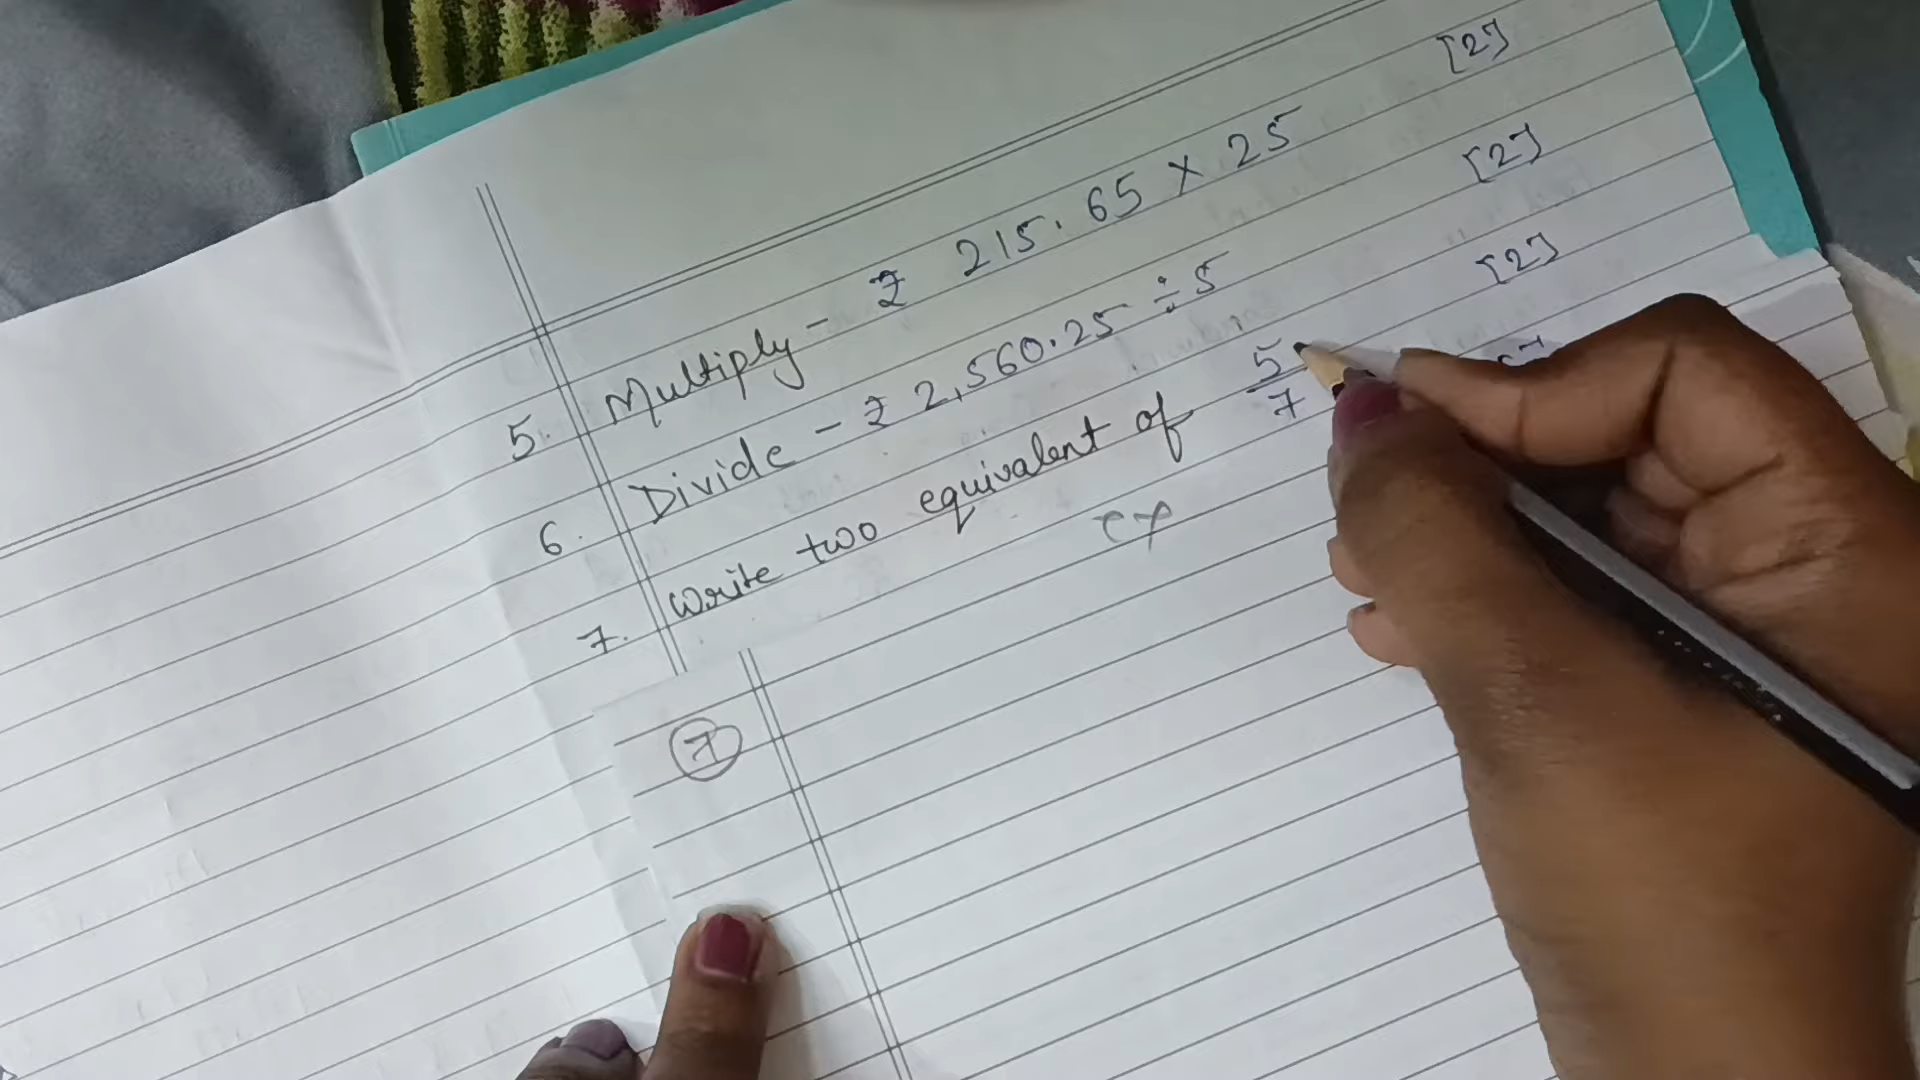 [2]
5. Multiply - ₹ 215.65 × 25 [2]
6. Divide - ₹ 2,560.25 ÷ 5 [2]
7. Write two equivalent of 5/7
ex
7